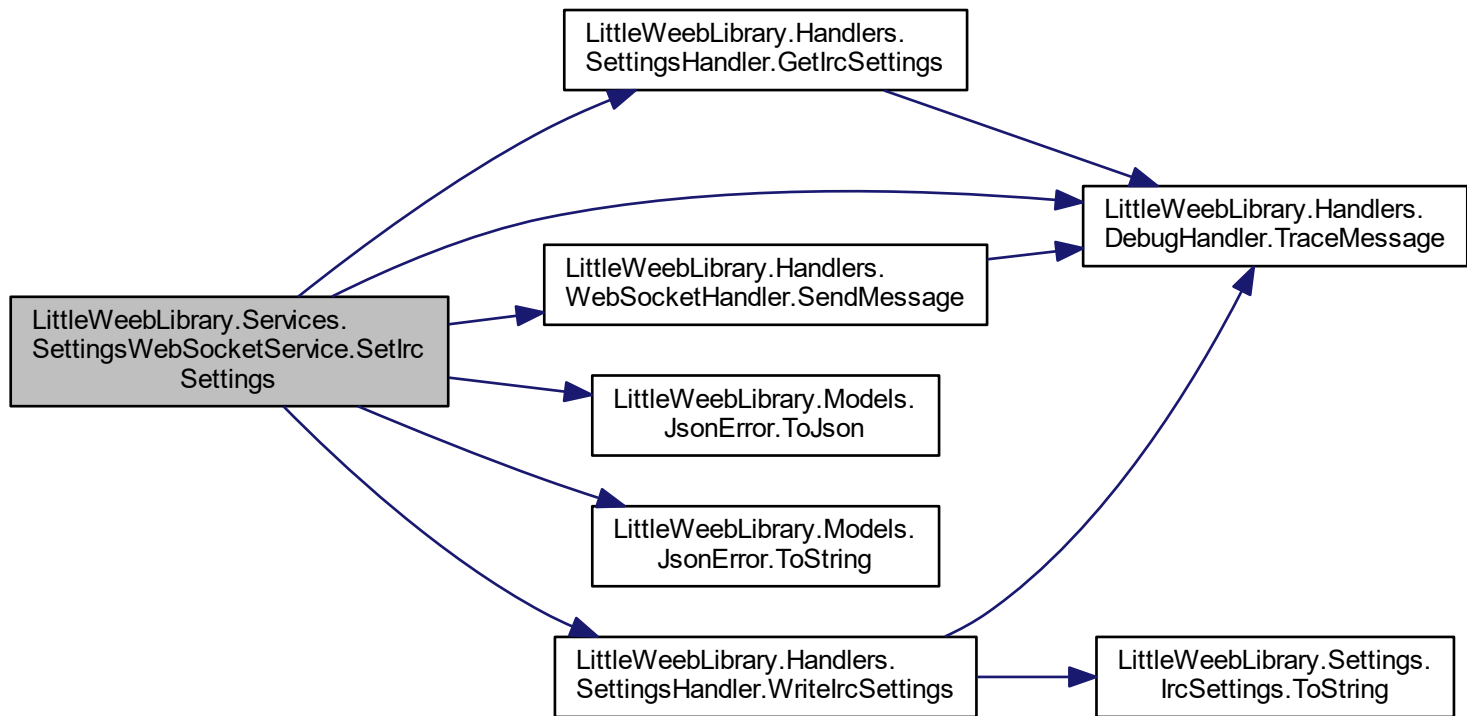 LittleWeebLibrary.Handlers.
SettingsHandler.GetIrcSettings
LittleWeebLibrary.Handlers.
DebugHandler.TraceMessage
LittleWeebLibrary.Handlers.
WebSocketHandler.SendMessage
LittleWeebLibrary.Services.
SettingsWebSocketService.SetIrc
Settings
LittleWeebLibrary.Models.
JsonError.ToJson
LittleWeebLibrary.Models.
JsonError.ToString
LittleWeebLibrary.Handlers.
SettingsHandler.WriteIrcSettings
LittleWeebLibrary.Settings.
IrcSettings.ToString